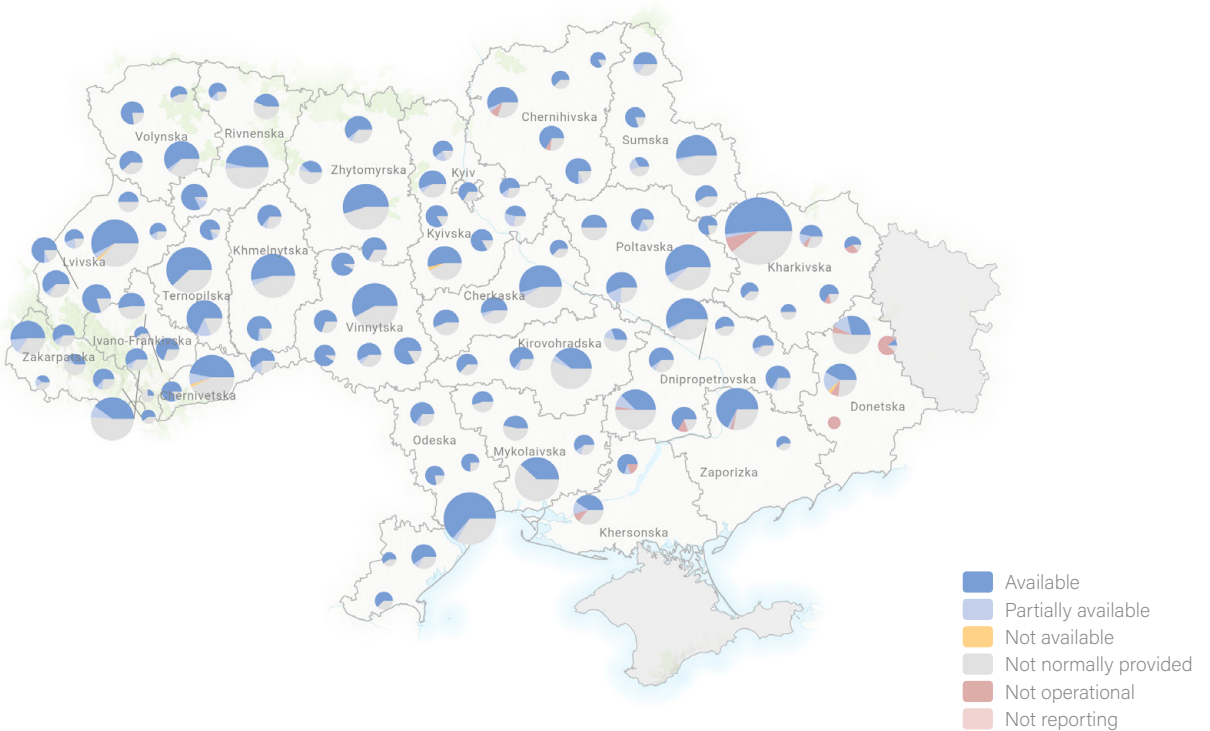 Chernihivska
Volynska
Rivnenska
Sumska
Zhytomyrska
Kyiv
Kyivska
Poltavska
Khmelnytska
Lvivska
Kharkivska
Ternopilska
Cherkaska
Vinnytska
Ivano-Frankivska
Kirovohradska
Zakarpatska
Dnipropetrovska
Chernivetska
Donetska
Odeska
Mykolaivska
Zaporizka
Khersonska
Available
Partially available
Not available
Not normally provided
Not operational
Not reporting